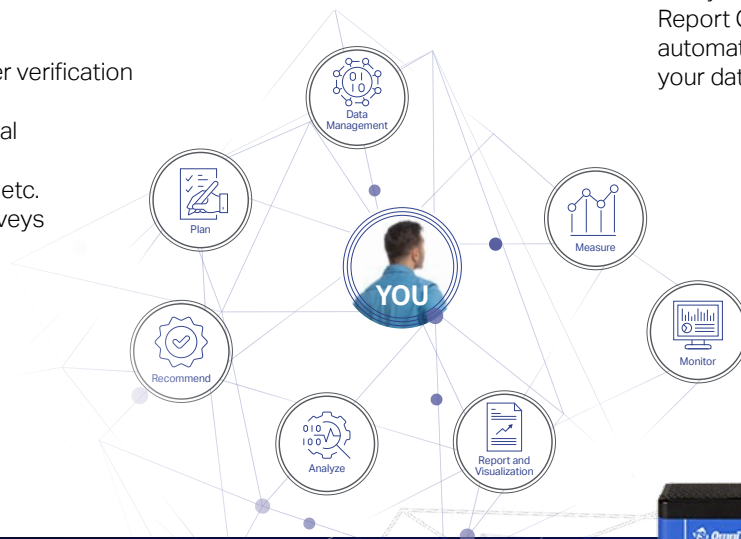 er verification
al
etc.
veys
Report
automat
your dat
Data
Management
Plan
Measure
YOU
Recommend
Monitor
Analyze
Report and
Visualization